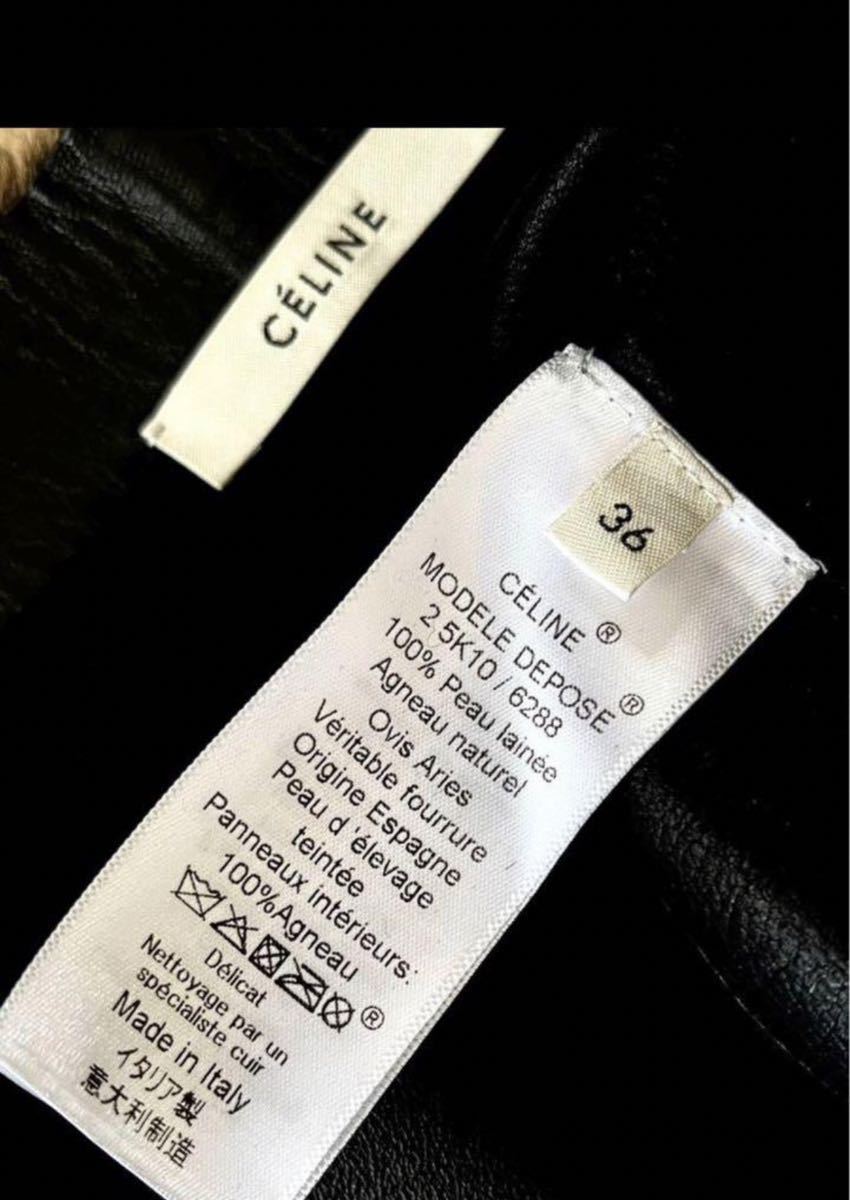 CÉLINE
36
CÉLINE ®
MODELE DEPOSE ®
2 5K10 / 6288
100% Peau lainée
Agneau naturel
Ovis Aries
Véritable fourrure
Origine Espagne
Peau d'élevage
teintée
Panneaux intérieurs:
100%Agneau
®
Délicat
Nettoyage par un
spécialiste cuir
Made in Italy
イタリア製
意大利制造